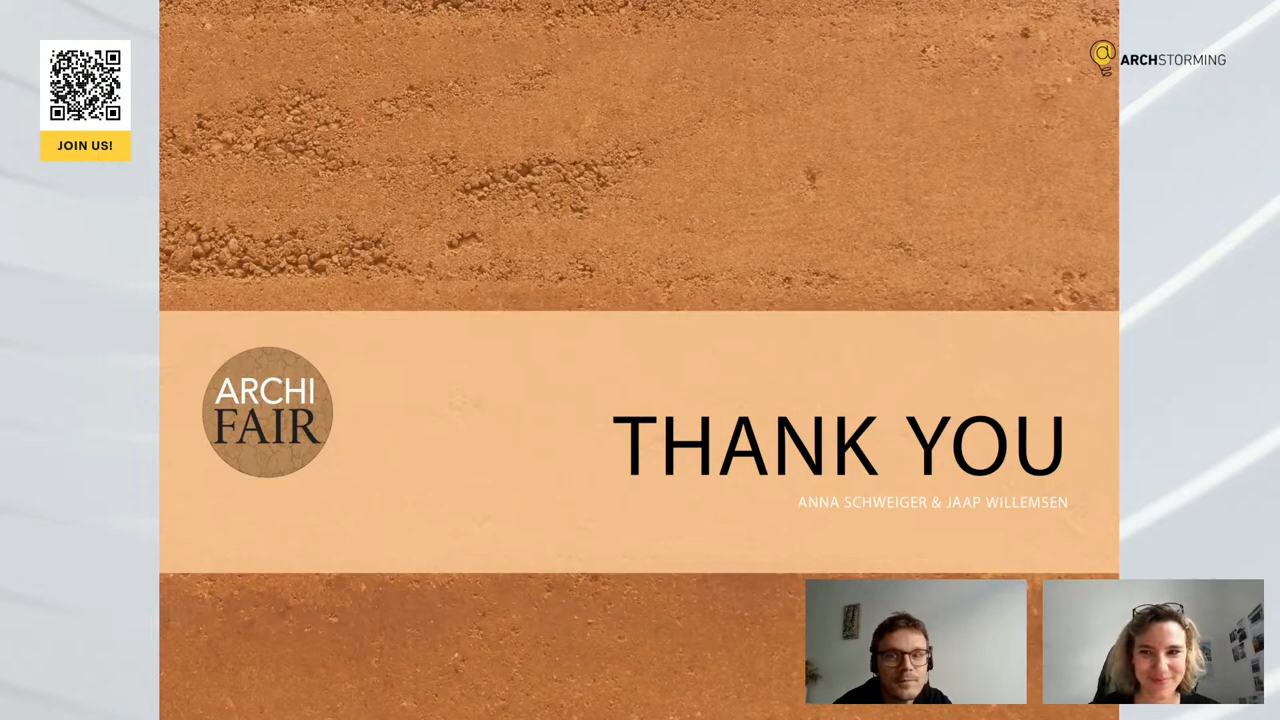 JOIN US!
ARCHSTORMING
ARCHI
FAIR
THANK YOU
ANNA SCHWEIGER & JAAP WILLEMSEN